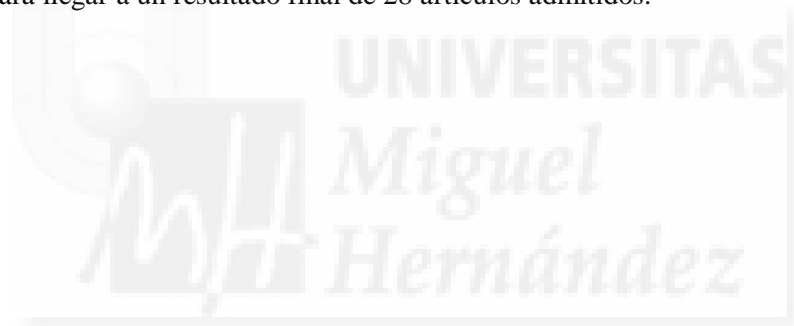 ara llegar a un resultado final de 28 artículos admitidos.
UNIVERSITAS
Miguel
Hernández